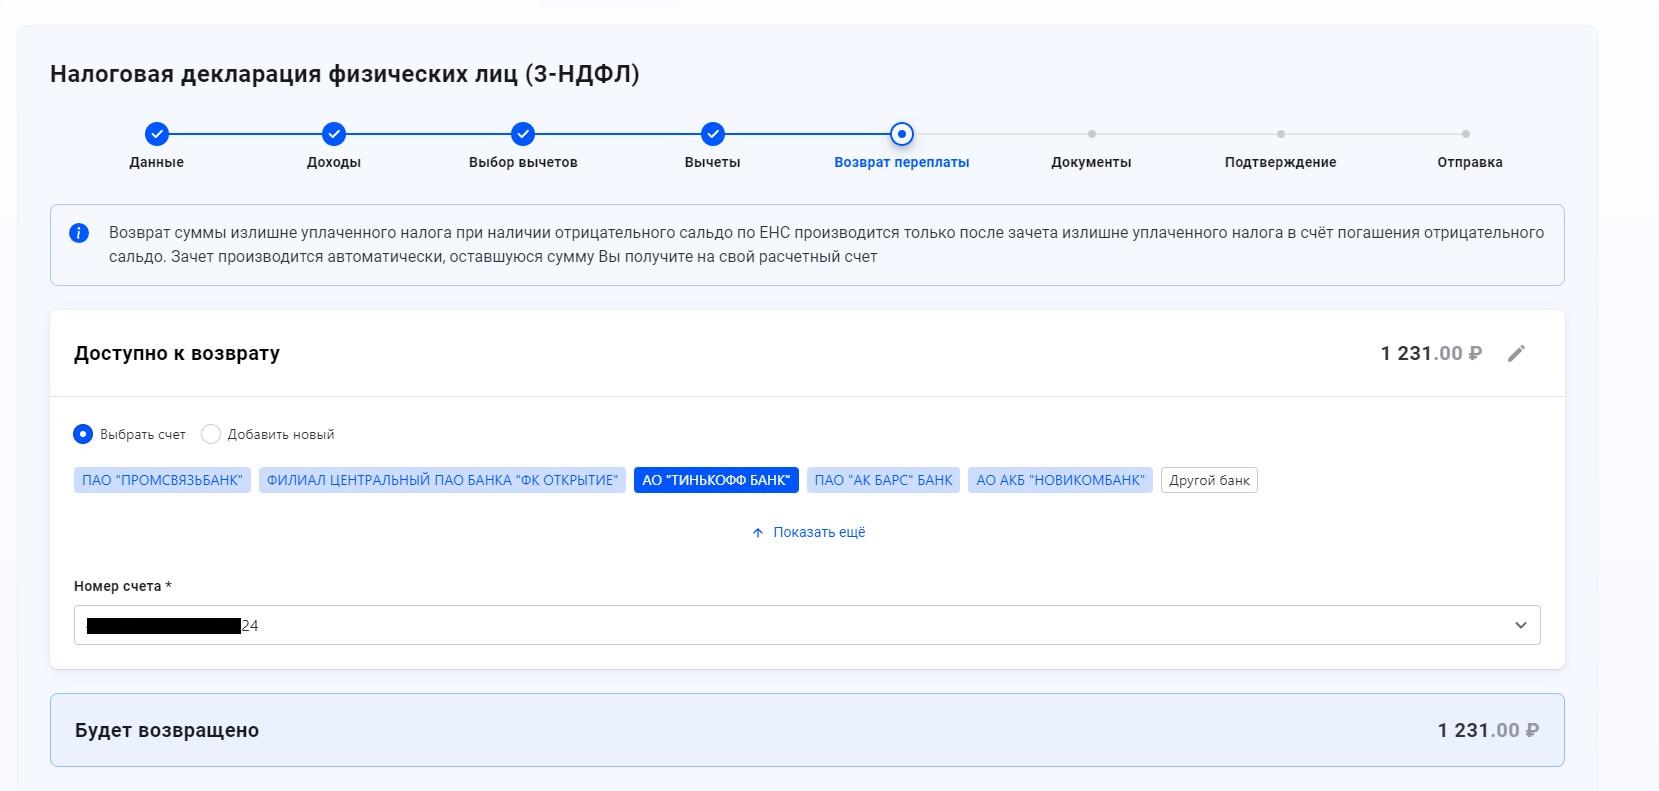 Налоговая декларация физических лиц (3-НДФЛ)
Данные
Доходы
Выбор вычетов
Вычеты
Возврат переплаты
Документы
Подтверждение
Отправка
Возврат суммы излишне уплаченного налога при наличии отрицательного сальдо по ЕНС производится только после зачета излишне уплаченного налога в счёт погашения отрицательного
сальдо. Зачет производится автоматически, оставшуюся сумму Вы получите на свой расчетный счет
Доступно к возврату
1 231.00 ₽
Выбрать счет
Добавить новый
ПАО "ПРОМСВЯЗЬБАНК"
ФИЛИАЛ ЦЕНТРАЛЬНЫЙ ПАО БАНКА "ФК ОТКРЫТИЕ"
АО "ТИНЬКОФФ БАНК"
ПАО "АК БАРС" БАНК
АО АКБ "НОВИКОМБАНК"
Другой банк
Показать ещё
Номер счета *
24
Будет возвращено
1 231.00 ₽